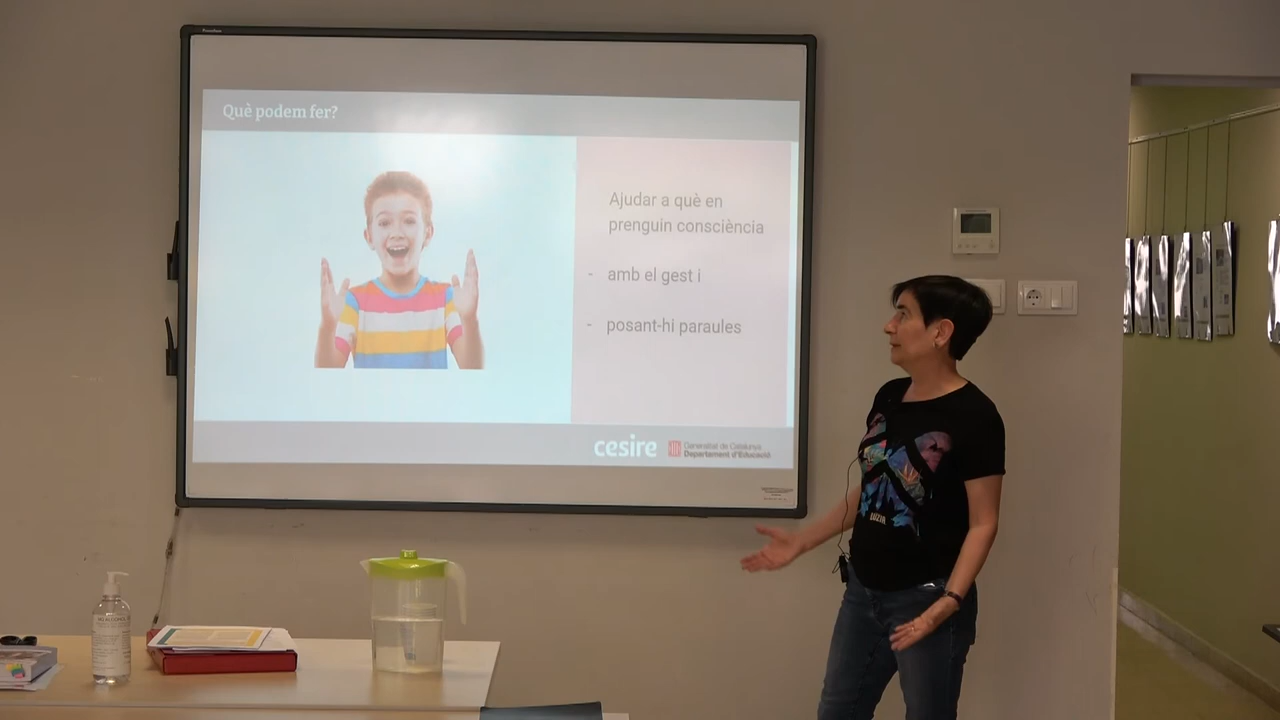 Què podem fer?
Ajudar a què en
prenguin consciència
- amb el gest i
- posant-hi paraules
cesire
Generalitat de Catalunya
Departament d'Educació